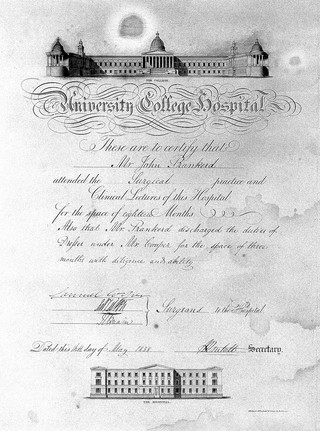 THE COLLEGE.
University College Hospital
These are to certify that
Mr. John Frankerd
attended the Surgical practice and
Clinical Lectures of this Hospital
for the space of eighteen Months
Also that Mr. Frankerd discharged the duties of
Dresser under Mr. Cooper for the space of three
months with diligence and ability
Samuel Cooper
Surgeons to the Hospital
Dated this day of May 1838 Secretary.
THE HOSPITAL